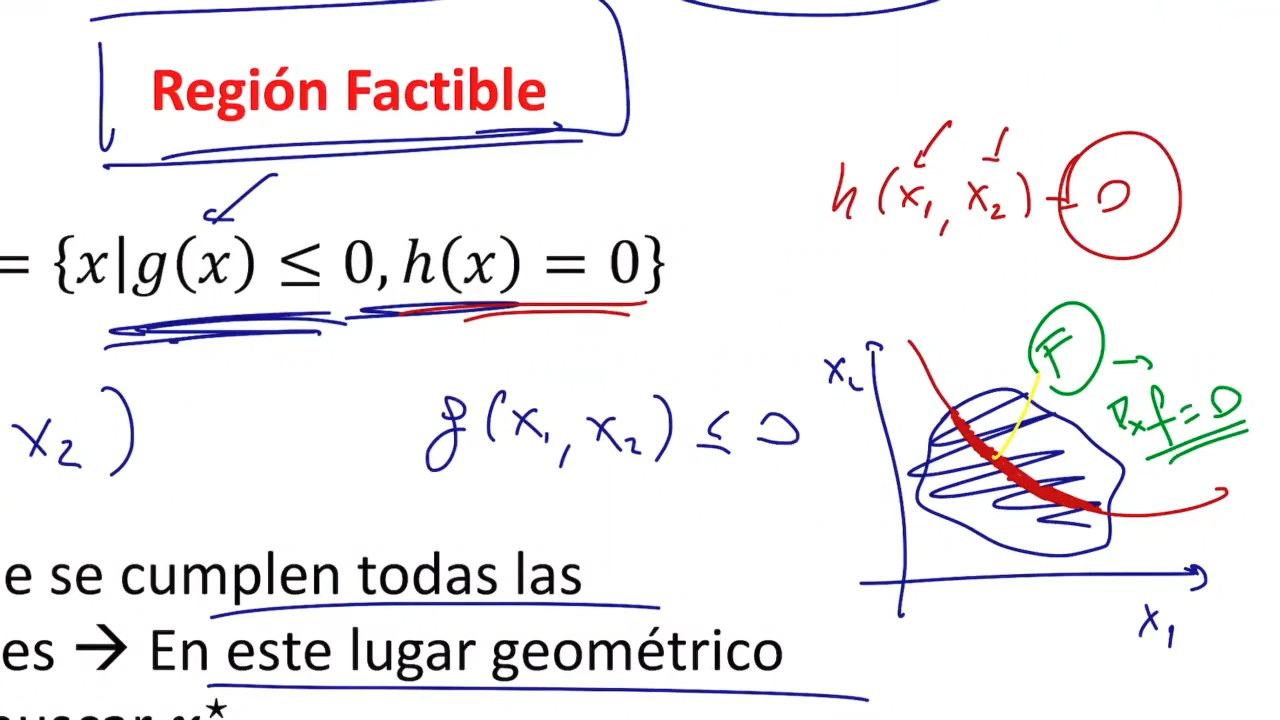 Región Factible
h(x₁, x₂) = 0
= {x|g(x) ≤ 0, h(x) = 0}
x₂
F →
x₂)
g(x₁, x₂) ≤ 0
∇ₓf = 0
e se cumplen todas las
x₁
es → En este lugar geométrico
buscar x*